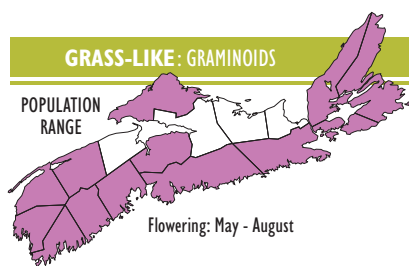 GRASS-LIKE: GRAMINOIDS
POPULATION
RANGE
Flowering: May - August